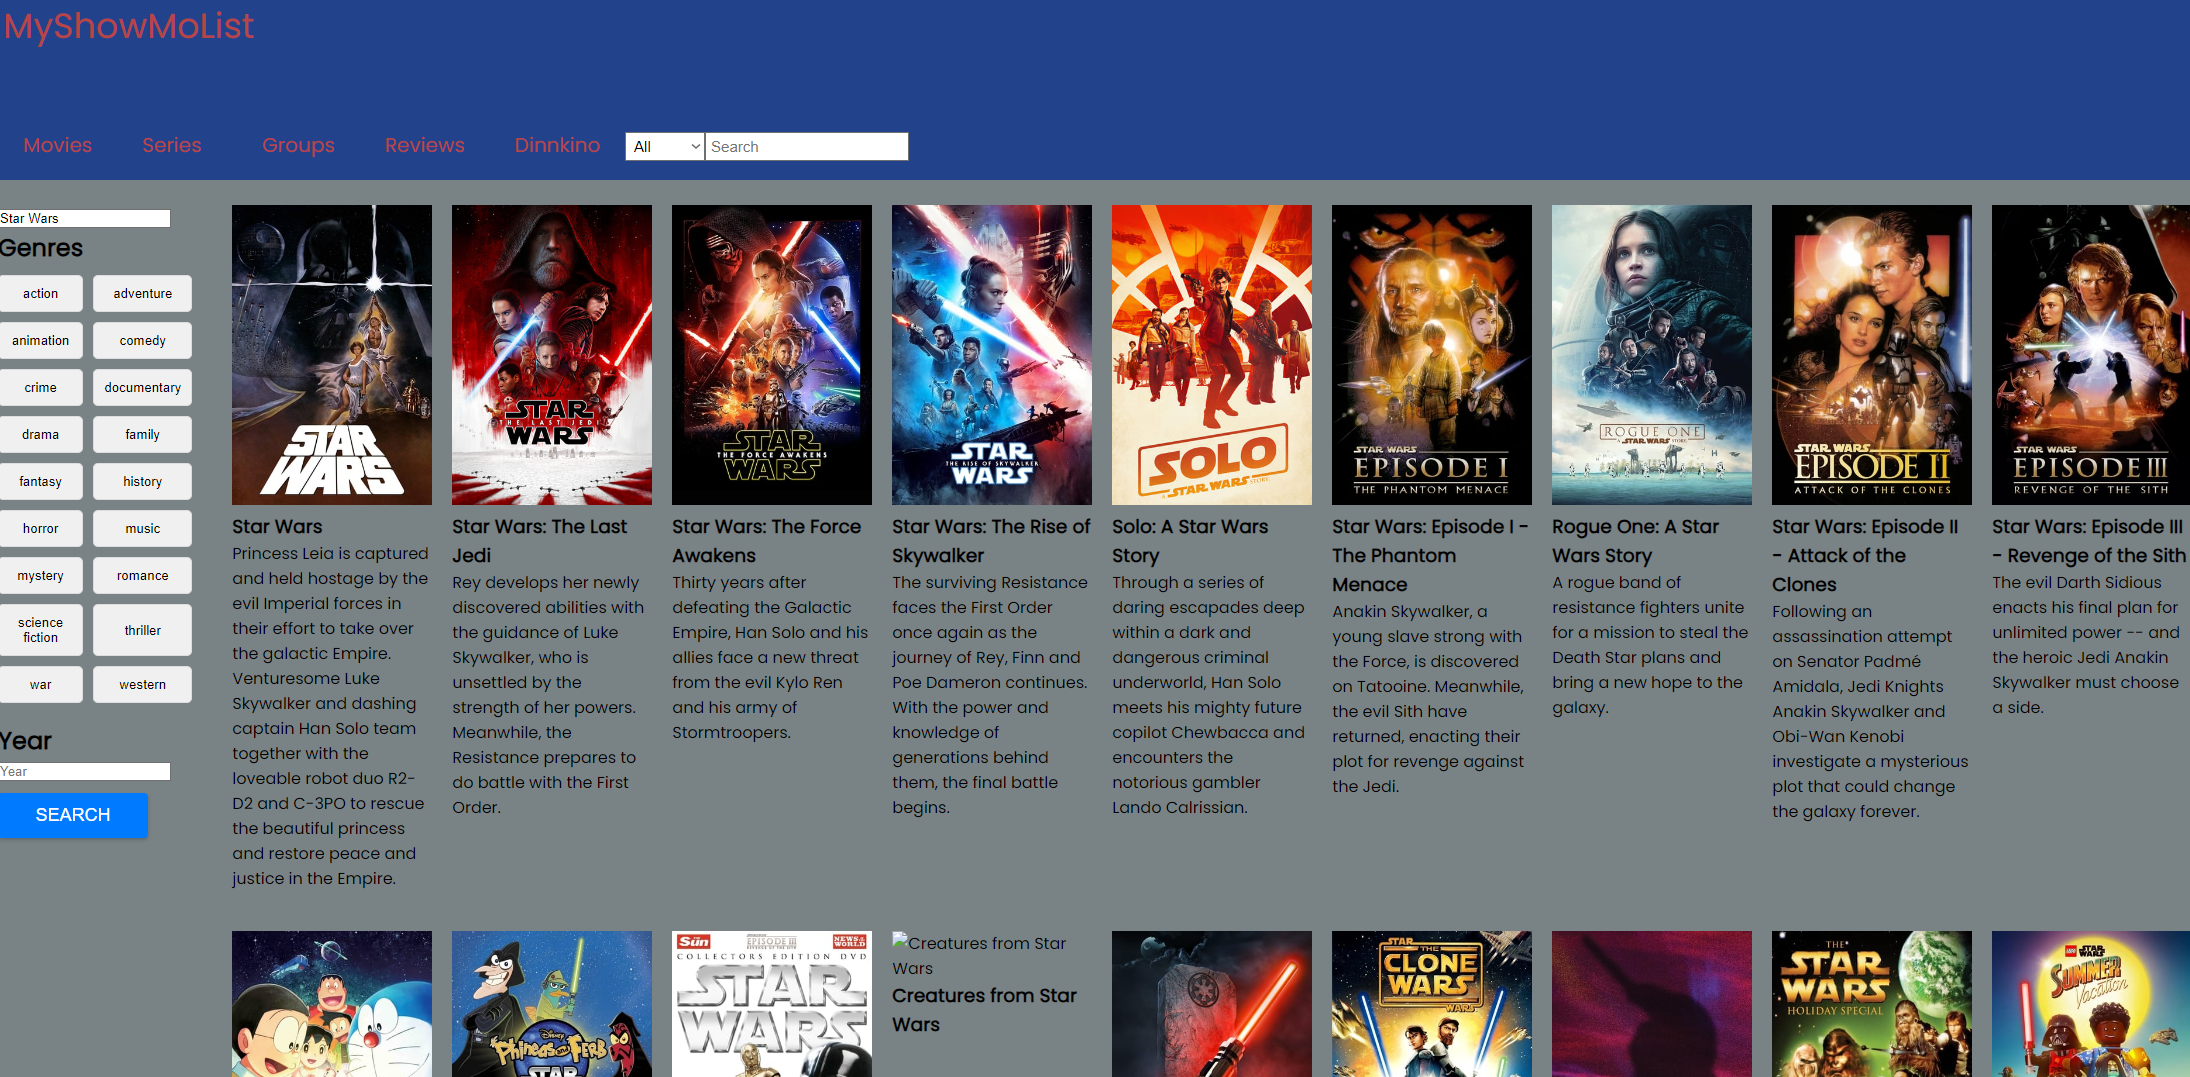 MyShowMoList
Movies
Series
Groups
Reviews
Dinnkino
All
Search
Star Wars
Genres
action
adventure
animation
comedy
crime
documentary
drama
family
fantasy
history
horror
music
mystery
romance
science
fiction
thriller
war
western
Year
Year
SEARCH
STAR
WARS
Star Wars
Princess Leia is captured
and held hostage by the
evil Imperial forces in
their effort to take over
the galactic Empire.
Venturesome Luke
Skywalker and dashing
captain Han Solo team
together with the
loveable robot duo R2-
D2 and C-3PO to rescue
the beautiful princess
and restore peace and
justice in the Empire.
STAR
THE LAST JEDI
WARS
Star Wars: The Last
Jedi
Rey develops her newly
discovered abilities with
the guidance of Luke
Skywalker, who is
unsettled by the
strength of her powers.
Meanwhile, the
Resistance prepares to
do battle with the First
Order.
STAR
THE FORCE AWAKENS
WARS
Star Wars: The Force
Awakens
Thirty years after
defeating the Galactic
Empire, Han Solo and his
allies face a new threat
from the evil Kylo Ren
and his army of
Stormtroopers.
STAR
THE RISE OF SKYWALKER
WARS
Star Wars: The Rise of
Skywalker
The surviving Resistance
faces the First Order
once again as the
journey of Rey, Finn and
Poe Dameron continues.
With the power and
knowledge of
generations behind
them, the final battle
begins.
SOLO
A STAR WARS STORY
Solo: A Star Wars
Story
Through a series of
daring escapades deep
within a dark and
dangerous criminal
underworld, Han Solo
meets his mighty future
copilot Chewbacca and
encounters the
notorious gambler
Lando Calrissian.
STAR WARS
EPISODE I
THE PHANTOM MENACE
Star Wars: Episode I -
The Phantom
Menace
Anakin Skywalker, a
young slave strong with
the Force, is discovered
on Tatooine. Meanwhile,
the evil Sith have
returned, enacting their
plot for revenge against
the Jedi.
ROGUE ONE
A STAR WARS STORY
Rogue One: A Star
Wars Story
A rogue band of
resistance fighters unite
for a mission to steal the
Death Star plans and
bring a new hope to the
galaxy.
STAR WARS
EPISODE II
ATTACK OF THE CLONES
Star Wars: Episode II
- Attack of the
Clones
Following an
assassination attempt
on Senator Padmé
Amidala, Jedi Knights
Anakin Skywalker and
Obi-Wan Kenobi
investigate a mysterious
plot that could change
the galaxy forever.
STAR WARS
EPISODE III
REVENGE OF THE SITH
Star Wars: Episode III
- Revenge of the Sith
The evil Darth Sidious
enacts his final plan for
unlimited power -- and
the heroic Jedi Anakin
Skywalker must choose
a side.
Disney
Phineas and FERB
STAR
THE Sun
EPISODE III
REVENGE OF THE SITH
NEWS OF THE
WORLD
COLLECTORS EDITION DVD
STAR
WARS
Creatures from Star
Wars
Creatures from Star
Wars
STAR
THE
CLONE
WARS
WARS
THE
STAR
WARS
HOLIDAY SPECIAL
LEGO STAR WARS
SUMMER
Vacation